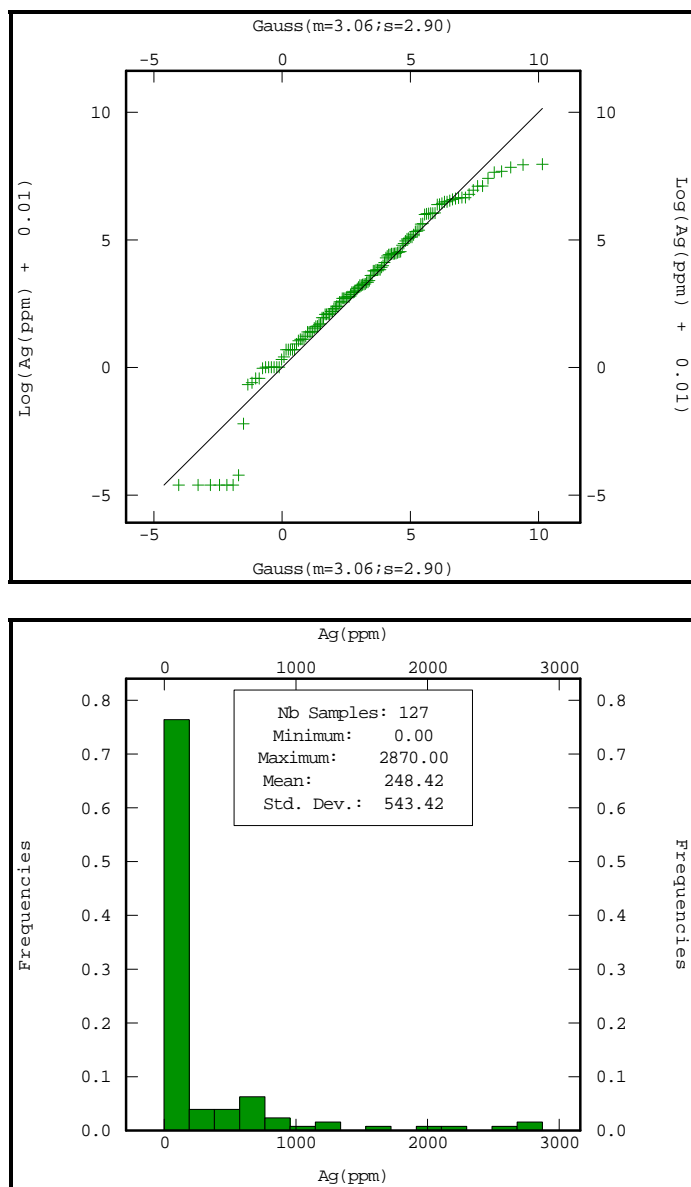 Gauss(m=3.06;s=2.90)
-5 0 5 10
10 10
5 5
0 0
-5 -5
Log(Ag(ppm) + 0.01)
Log(Ag(ppm) + 0.01)
-5 0 5 10
Gauss(m=3.06;s=2.90)
Ag(ppm)
0 1000 2000 3000
Nb Samples: 127
Minimum: 0.00
Maximum: 2870.00
Mean: 248.42
Std. Dev.: 543.42
0.8 0.8
0.7 0.7
0.6 0.6
0.5 0.5
0.4 0.4
0.3 0.3
0.2 0.2
0.1 0.1
0.0 0.0
Frequencies
Frequencies
0 1000 2000 3000
Ag(ppm)